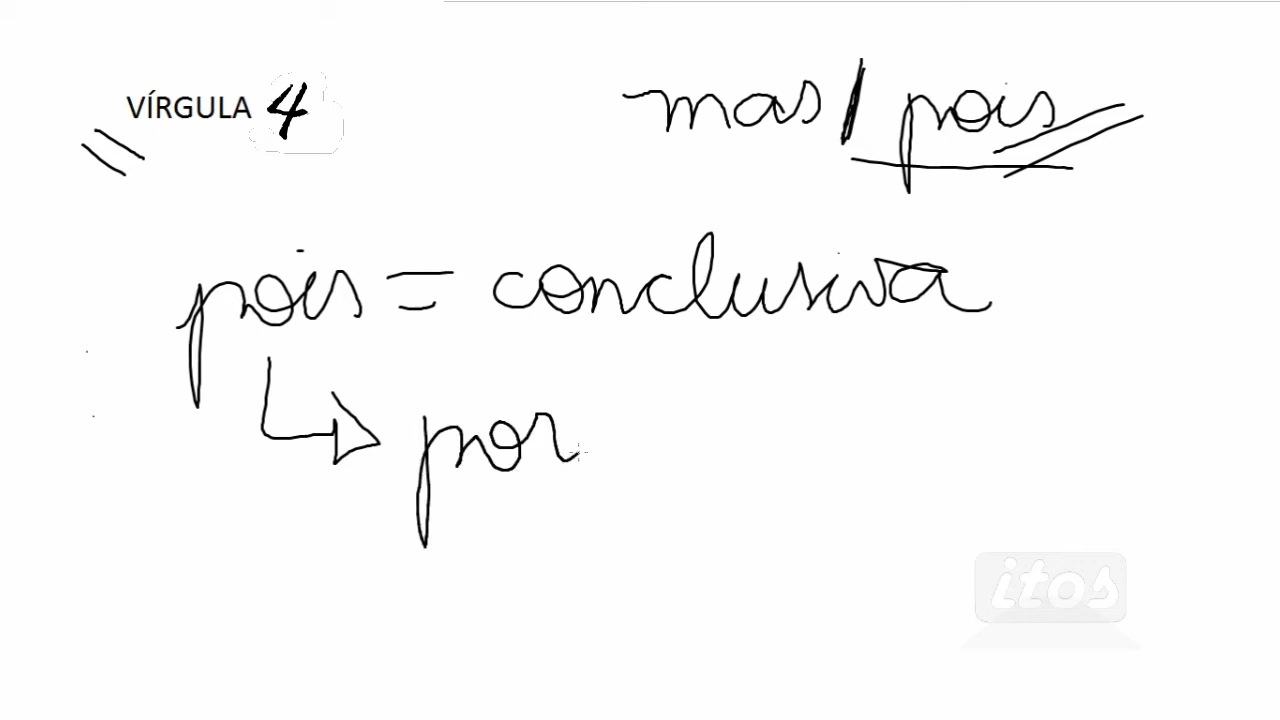 VÍRGULA 4
mas / pois
pois = conclusiva
por
itos